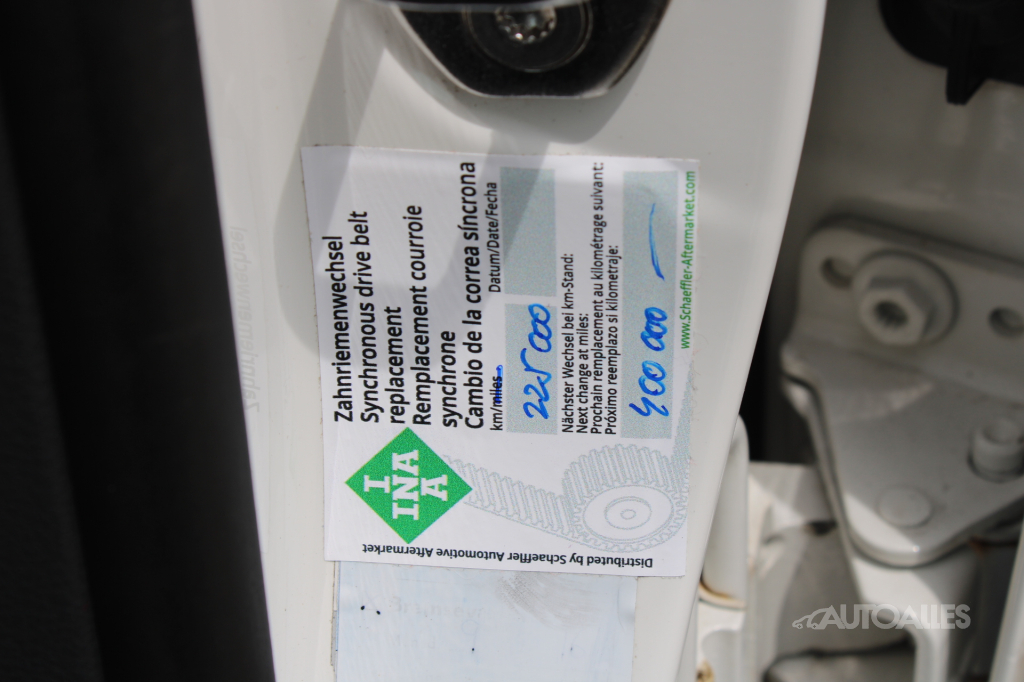 Zahnriemenwechsel
Synchronous drive belt
replacement
Remplacement courroie
synchrone
Cambio de la correa síncrona
km/miles Datum/Date/Fecha
225 000
Nächster Wechsel bei km-Stand:
Next change at miles:
Prochain remplacement au kilométrage suivant:
Próximo reemplazo si kilometraje:
400 000
www.Schaeffler-Aftermarket.com
I
INA
A
Distributed by Schaeffler Automotive Aftermarket
AUTOALLES